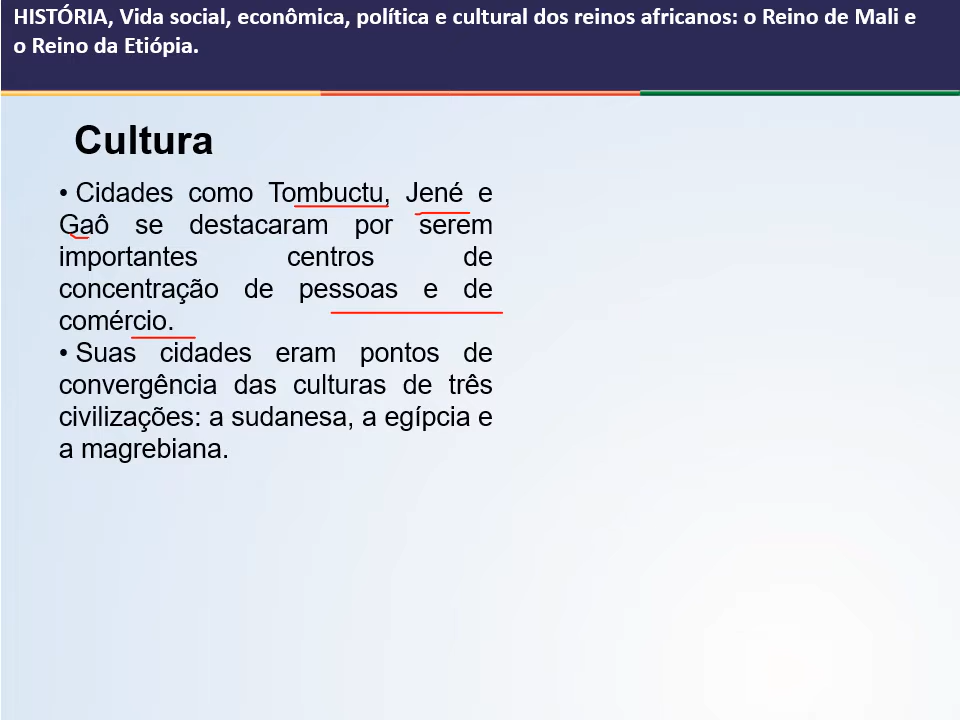 HISTÓRIA, Vida social, econômica, política e cultural dos reinos africanos: o Reino de Mali e
o Reino da Etiópia.
Cultura
• Cidades como Tombuctu, Jené e
Gaô se destacaram por serem
importantes centros de
concentração de pessoas e de
comércio.
• Suas cidades eram pontos de
convergência das culturas de três
civilizações: a sudanesa, a egípcia e
a magrebiana.